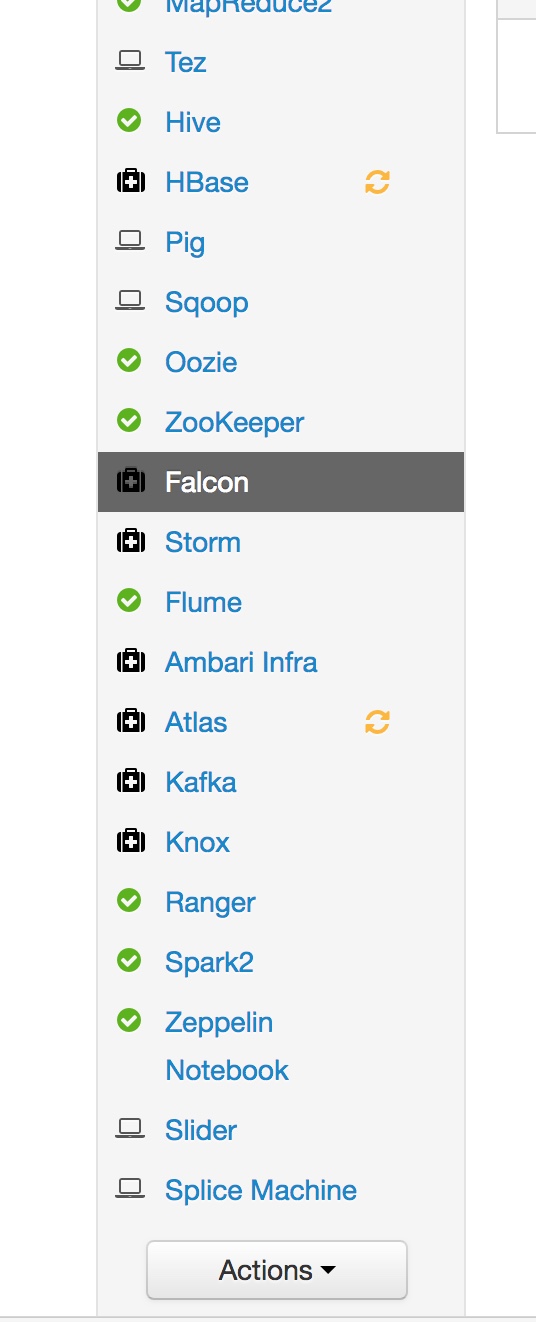 MapReduce2
Tez
Hive
HBase
Pig
Sqoop
Oozie
ZooKeeper
Falcon
Storm
Flume
Ambari Infra
Atlas
Kafka
Knox
Ranger
Spark2
Zeppelin
Notebook
Slider
Splice Machine
Actions